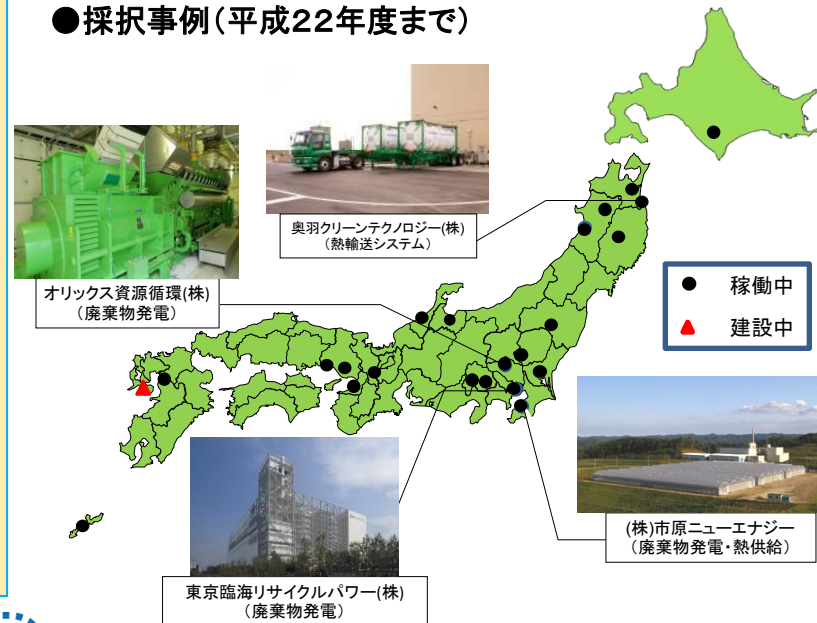 ●採択事例(平成22年度まで)
奥羽クリーンテクノロジー(株)
(熱輸送システム)
オリックス資源循環(株)
(廃棄物発電)
● 稼働中
▲ 建設中
(株)市原ニューエナジー
(廃棄物発電・熱供給)
東京臨海リサイクルパワー(株)
(廃棄物発電)